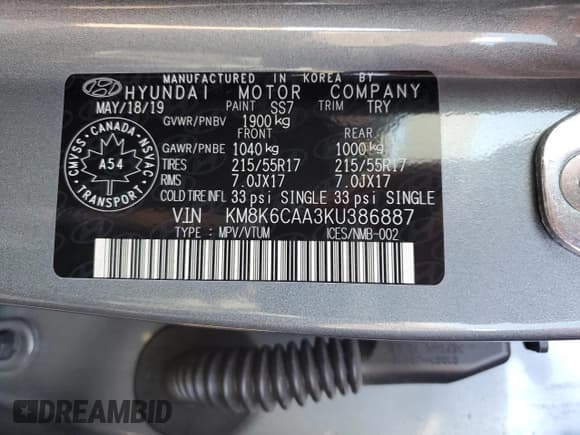 MANUFACTURED IN KOREA BY
HYUNDAI MOTOR COMPANY
MAY/18/19 PAINT SS7 TRIM TRY
GVWR/PNBV 1900 kg
FRONT REAR
GAWR/PNBE 1040 kg 1000 kg
TIRES 215/55R17 215/55R17
RIMS 7.0JX17 7.0JX17
COLD TIRE INFL 33 psi SINGLE 33 psi SINGLE
VIN KM8K6CAA3KU386887
TYPE : MPV/VTUM ICES/NMB-002
CMVSS • CANADA • NSVAC
A54
• TRANSPORT •
DREAMBID